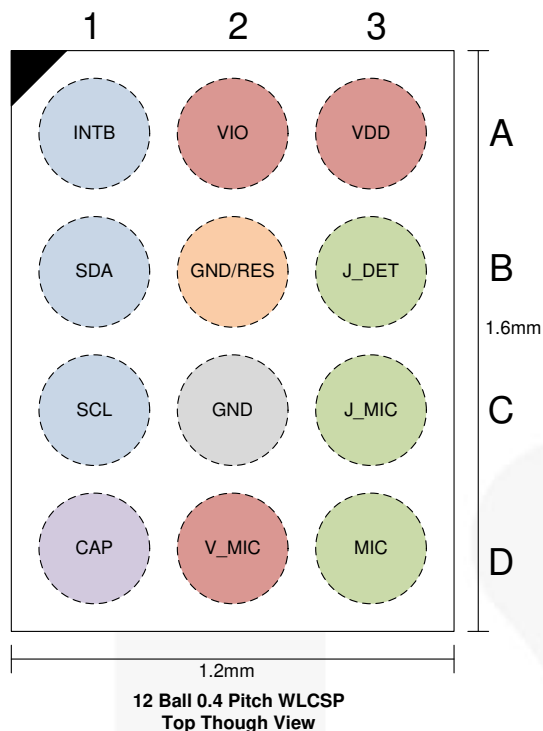 1 2 3
INTB VIO VDD A
SDA GND/RES J_DET B
1.6mm
SCL GND J_MIC C
CAP V_MIC MIC D
1.2mm
12 Ball 0.4 Pitch WLCSP
Top Though View